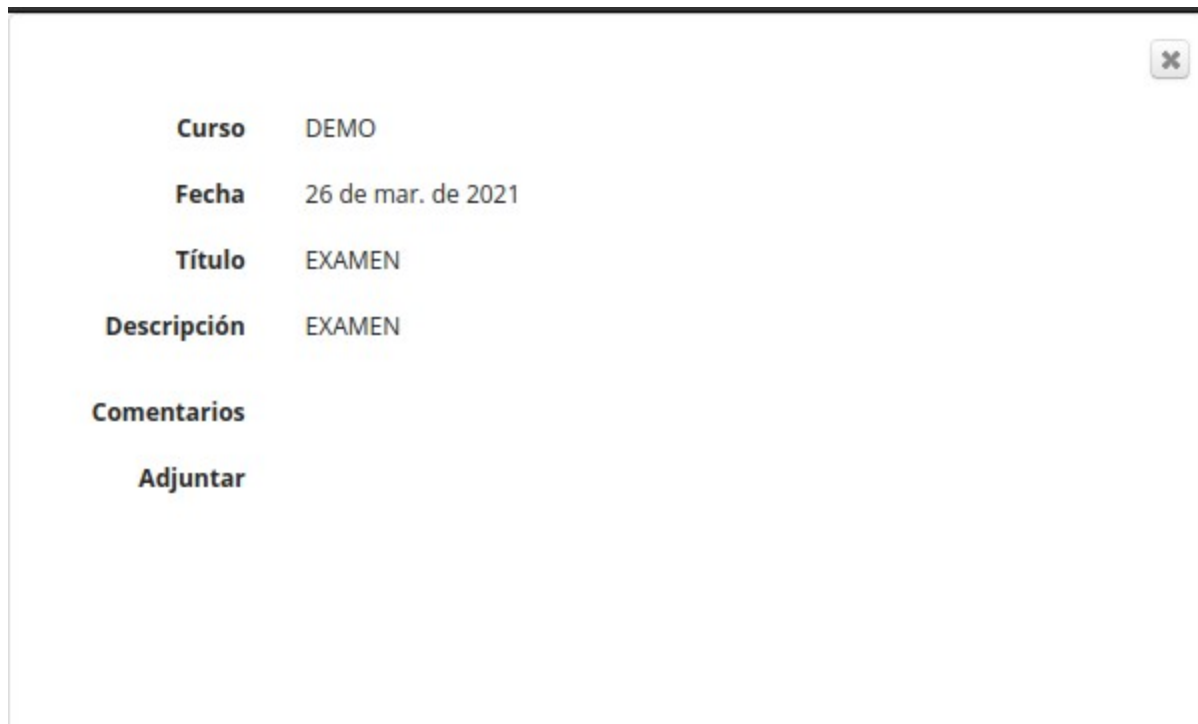 Curso DEMO
Fecha 26 de mar. de 2021
Título EXAMEN
Descripción EXAMEN
Comentarios
Adjuntar